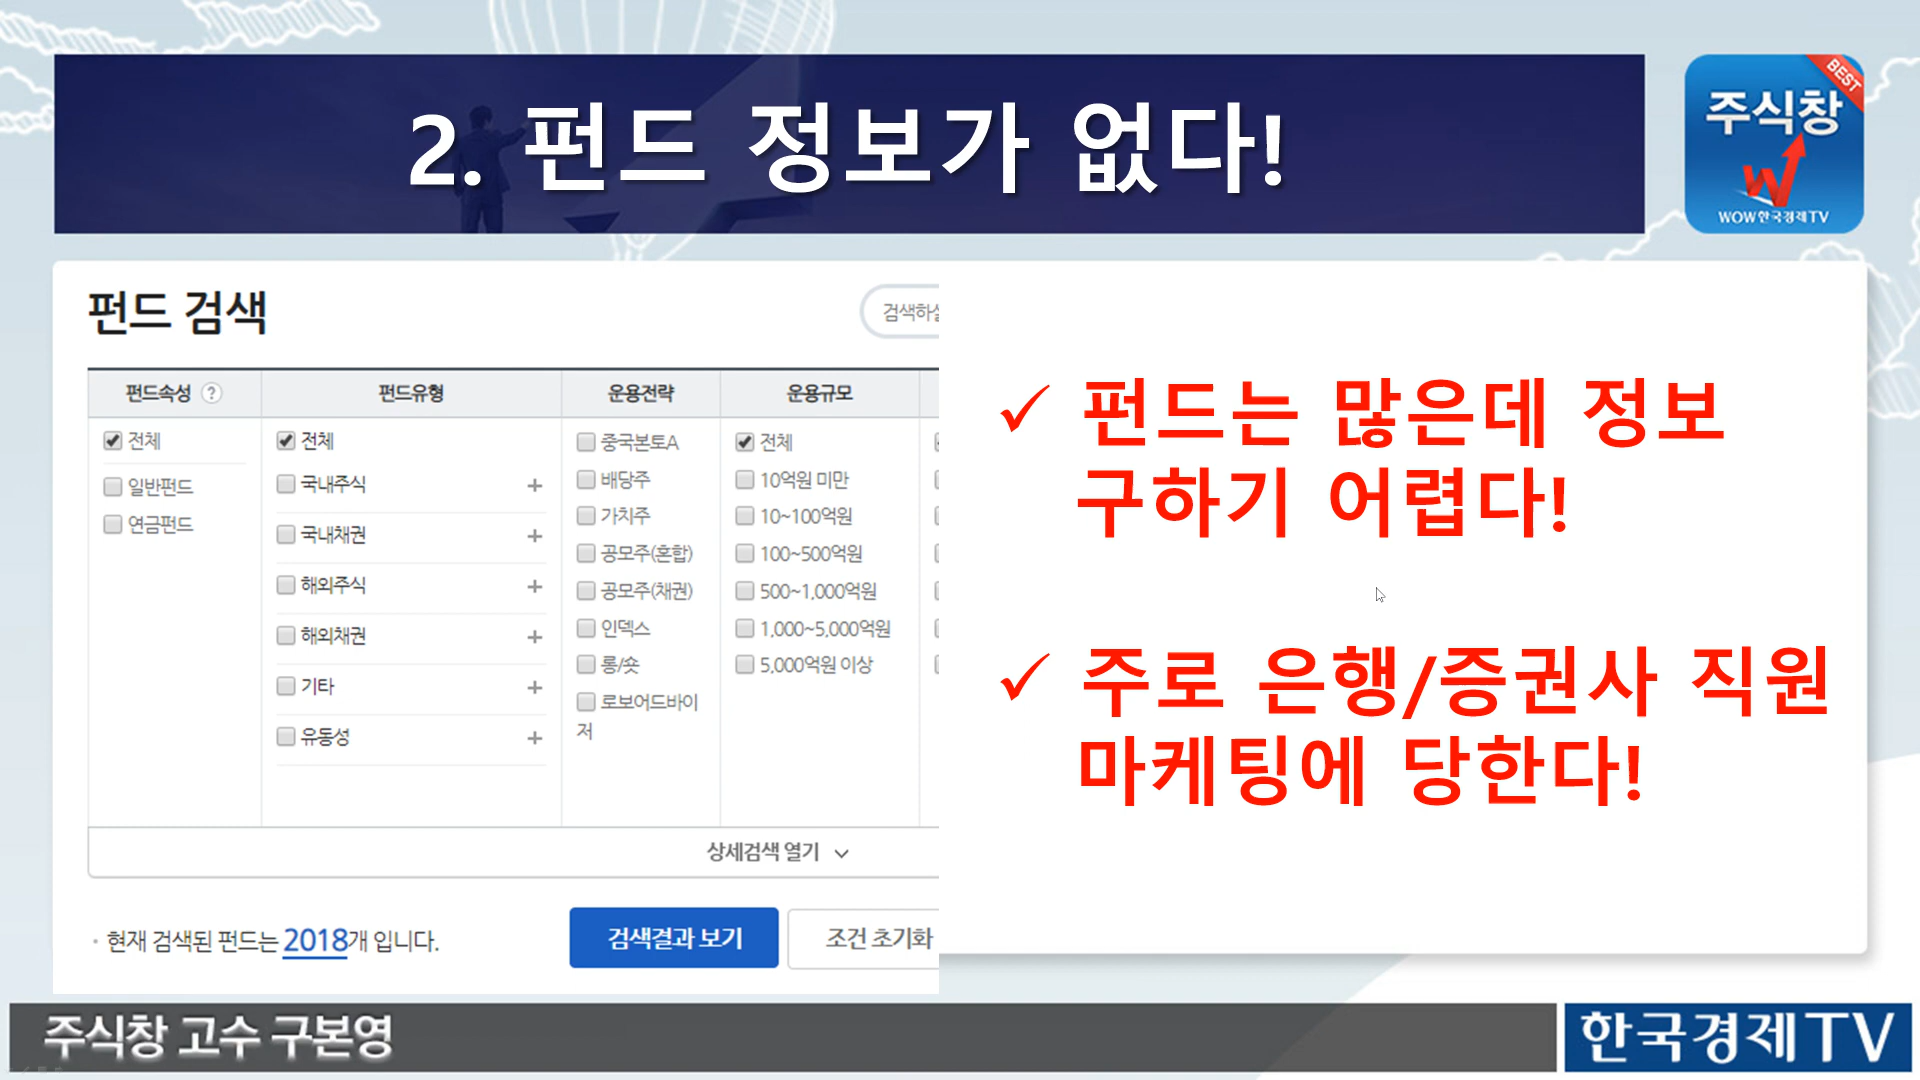 2. 펀드 정보가 없다!
BEST
주식창
WOW한국경제TV
펀드 검색
검색하
펀드속성 ?
펀드유형
운용전략
운용규모
전체
일반펀드
연금펀드
전체
국내주식 +
국내채권 +
해외주식 +
해외채권 +
기타 +
유동성 +
중국본토A
배당주
가치주
공모주(혼합)
공모주(채권)
인덱스
롱/숏
로보어드바이
저
전체
10억원 미만
10~100억원
100~500억원
500~1,000억원
1,000~5,000억원
5,000억원 이상
상세검색 열기
· 현재 검색된 펀드는 2018개 입니다.
검색결과 보기
조건 초기화
✓ 펀드는 많은데 정보
구하기 어렵다!
✓ 주로 은행/증권사 직원
마케팅에 당한다!
주식창 고수 구본영
한국경제TV